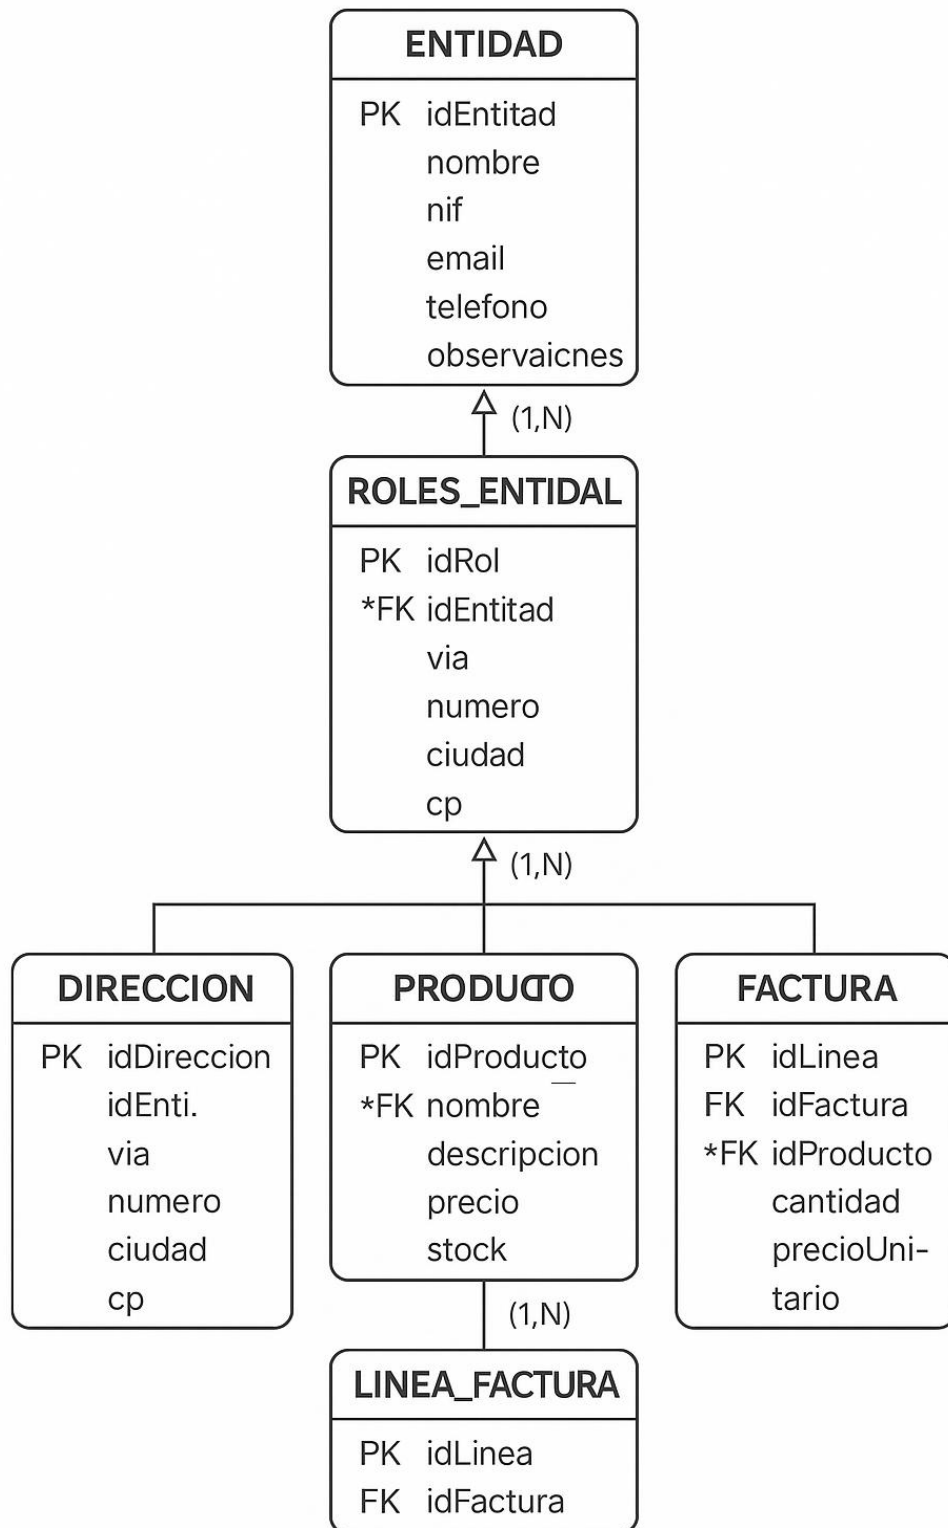 ENTIDAD
PK idEntitad
nombre
nif
email
telefono
observaicnes
(1,N)
ROLES_ENTIDAL
PK idRol
*FK idEntitad
via
numero
ciudad
cp
(1,N)
DIRECCION
PK idDireccion
idEnti.
via
numero
ciudad
cp
PRODUCTO
PK idProducto
*FK nombre
descripcion
precio
stock
FACTURA
PK idLinea
FK idFactura
*FK idProducto
cantidad
precioUni-
tario
(1,N)
LINEA_FACTURA
PK idLinea
FK idFactura